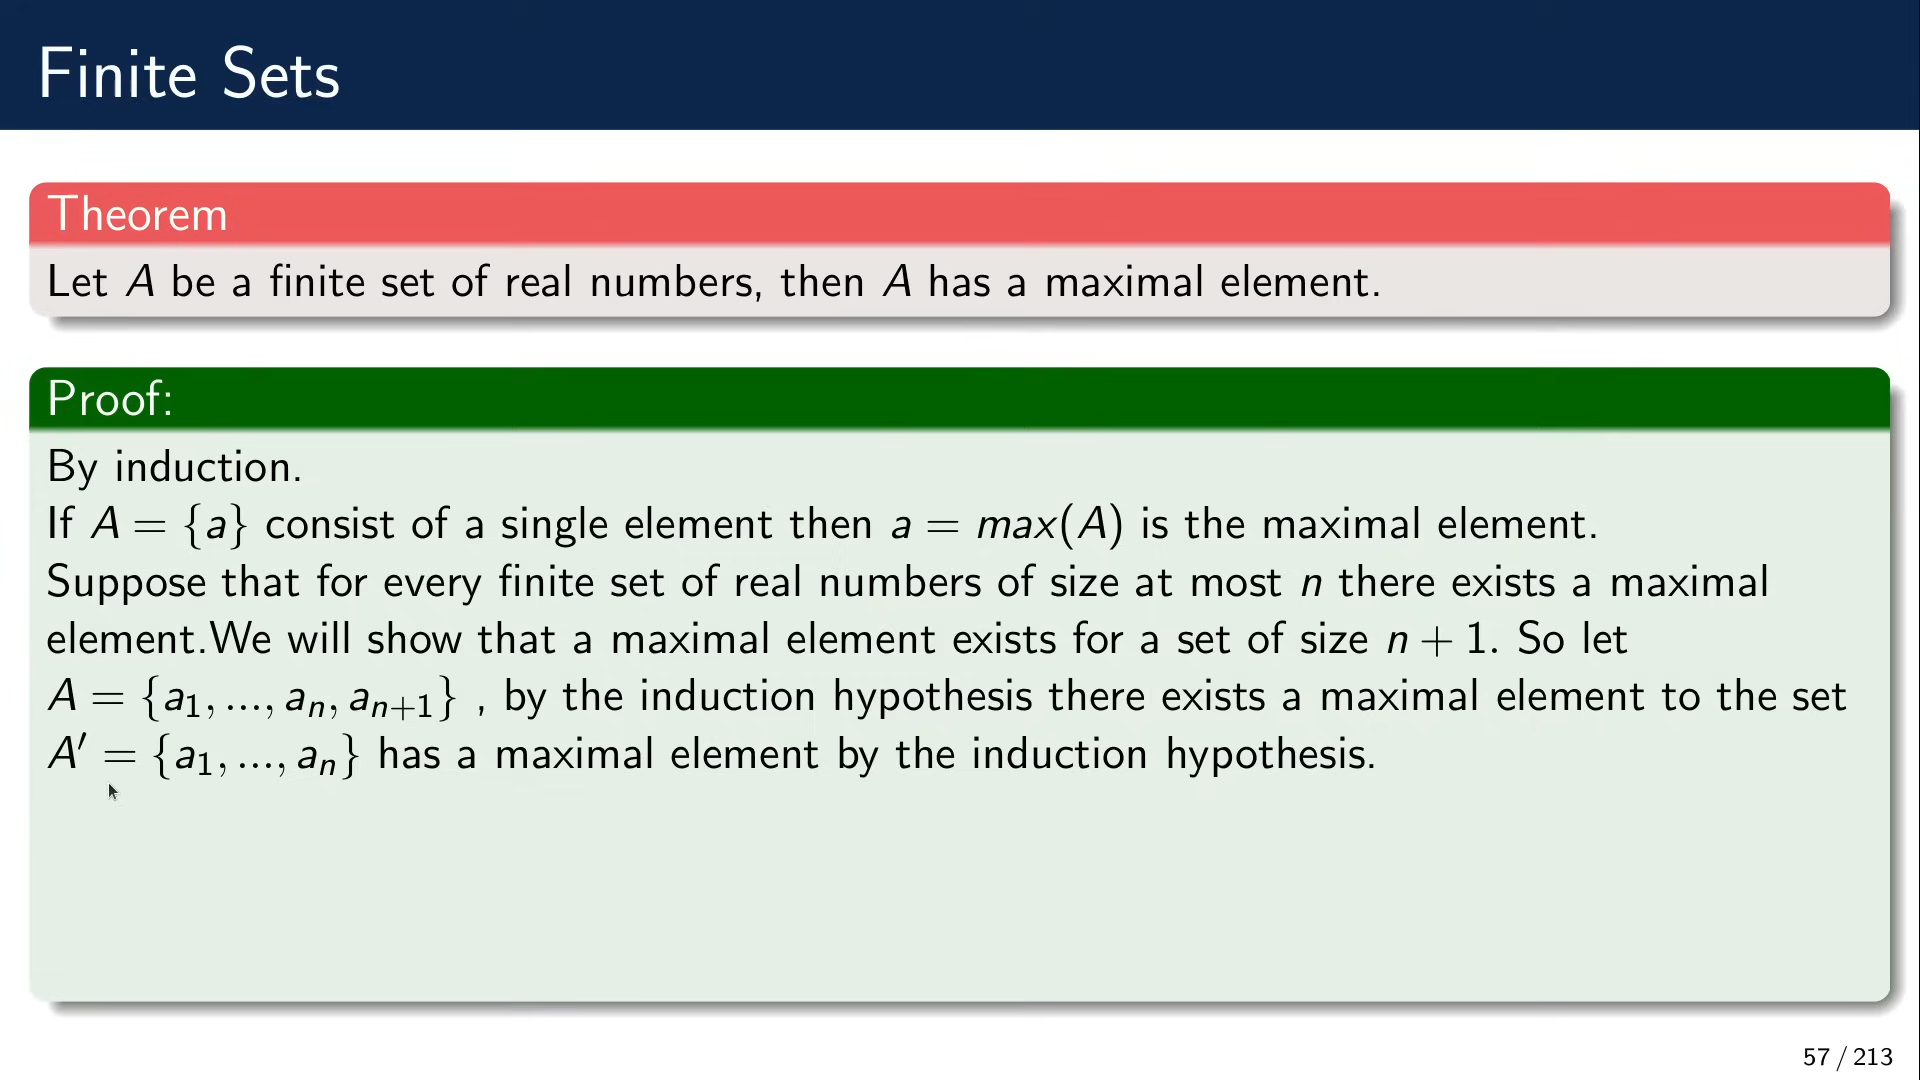 Finite Sets
Theorem
Let A be a finite set of real numbers, then A has a maximal element.
Proof:
By induction.
If A = {a} consist of a single element then a = max(A) is the maximal element.
Suppose that for every finite set of real numbers of size at most n there exists a maximal
element.We will show that a maximal element exists for a set of size n + 1. So let
A = {a₁, ..., aₙ, aₙ₊₁} , by the induction hypothesis there exists a maximal element to the set
A′ = {a₁, ..., aₙ} has a maximal element by the induction hypothesis.
57 / 213